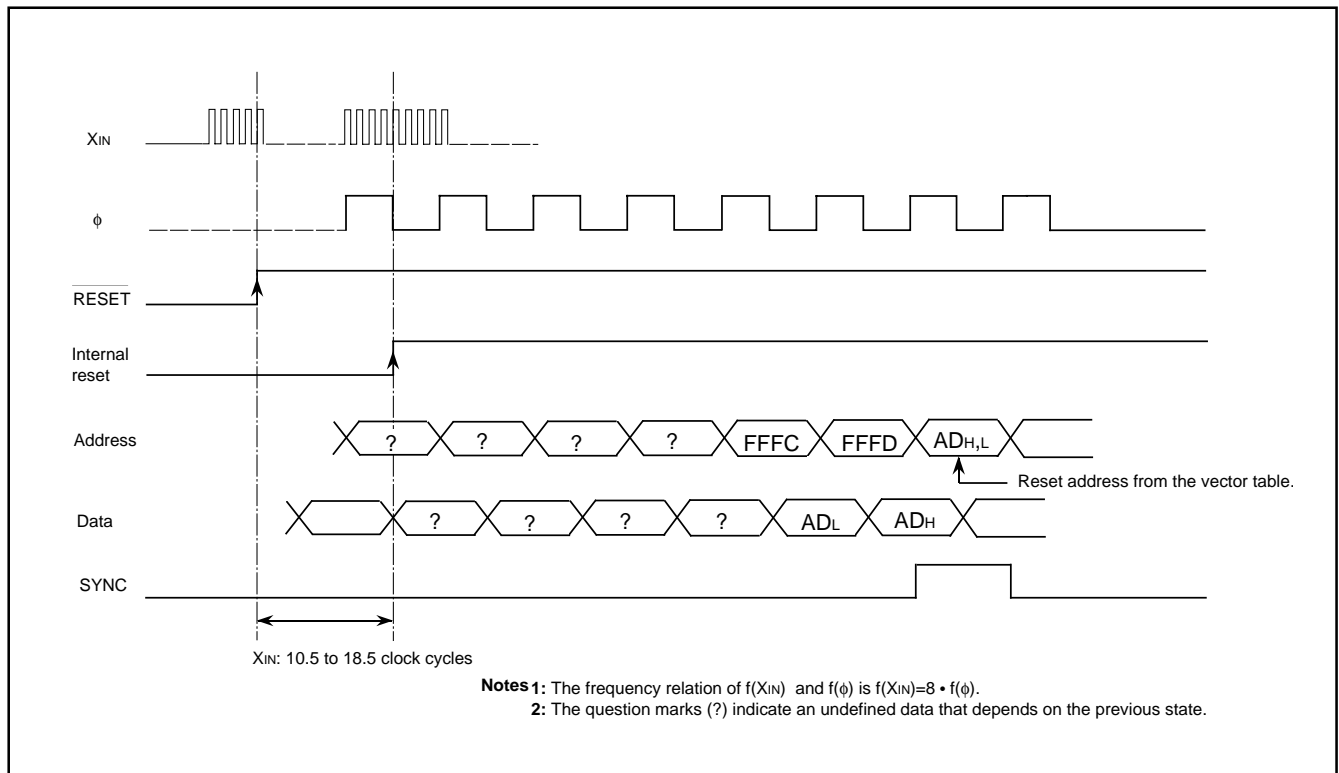 XIN
ϕ
RESET
Internal
reset
Address
? ? ? ? FFFC FFFD ADH,L
Reset address from the vector table.
Data
? ? ? ? ADL ADH
SYNC
XIN: 10.5 to 18.5 clock cycles
Notes 1: The frequency relation of f(XIN) and f(ϕ) is f(XIN)=8 • f(ϕ).
2: The question marks (?) indicate an undefined data that depends on the previous state.